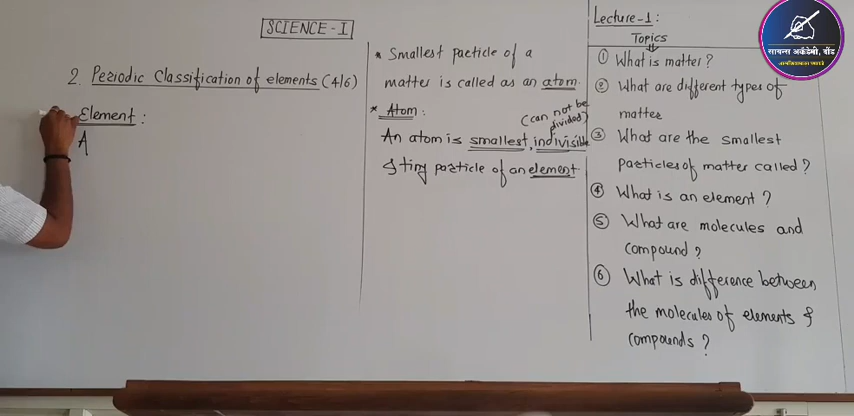 SCIENCE - I
2. Periodic Classification of elements (4/6)
Element :
A
* Smallest particle of a
matter is called as an atom.
* Atom :
(can not be
divided)
An atom is smallest, indivisible
& tiny particle of an element.
Lecture-1 :
Topics
① What is matter?
② What are different types of
matter
③ What are the smallest
particles of matter called?
④ What is an element?
⑤ What are molecules and
compound?
⑥ What is difference between
the molecules of elements &
compounds?
सायन्स अकॅडेमी, बोंड